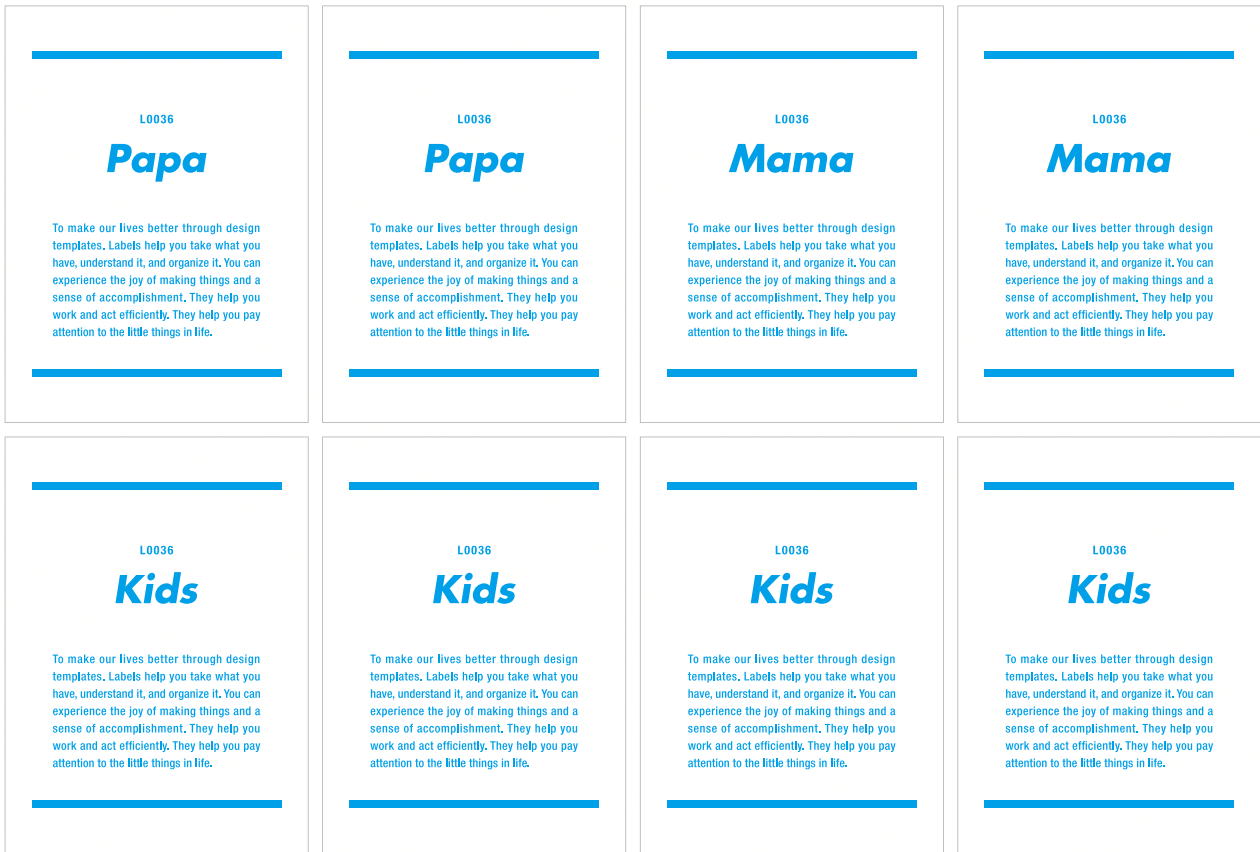 L0036
Papa
To make our lives better through design
templates. Labels help you take what you
have, understand it, and organize it. You can
experience the joy of making things and a
sense of accomplishment. They help you
work and act efficiently. They help you pay
attention to the little things in life.
L0036
Papa
To make our lives better through design
templates. Labels help you take what you
have, understand it, and organize it. You can
experience the joy of making things and a
sense of accomplishment. They help you
work and act efficiently. They help you pay
attention to the little things in life.
L0036
Mama
To make our lives better through design
templates. Labels help you take what you
have, understand it, and organize it. You can
experience the joy of making things and a
sense of accomplishment. They help you
work and act efficiently. They help you pay
attention to the little things in life.
L0036
Mama
To make our lives better through design
templates. Labels help you take what you
have, understand it, and organize it. You can
experience the joy of making things and a
sense of accomplishment. They help you
work and act efficiently. They help you pay
attention to the little things in life.
L0036
Kids
To make our lives better through design
templates. Labels help you take what you
have, understand it, and organize it. You can
experience the joy of making things and a
sense of accomplishment. They help you
work and act efficiently. They help you pay
attention to the little things in life.
L0036
Kids
To make our lives better through design
templates. Labels help you take what you
have, understand it, and organize it. You can
experience the joy of making things and a
sense of accomplishment. They help you
work and act efficiently. They help you pay
attention to the little things in life.
L0036
Kids
To make our lives better through design
templates. Labels help you take what you
have, understand it, and organize it. You can
experience the joy of making things and a
sense of accomplishment. They help you
work and act efficiently. They help you pay
attention to the little things in life.
L0036
Kids
To make our lives better through design
templates. Labels help you take what you
have, understand it, and organize it. You can
experience the joy of making things and a
sense of accomplishment. They help you
work and act efficiently. They help you pay
attention to the little things in life.